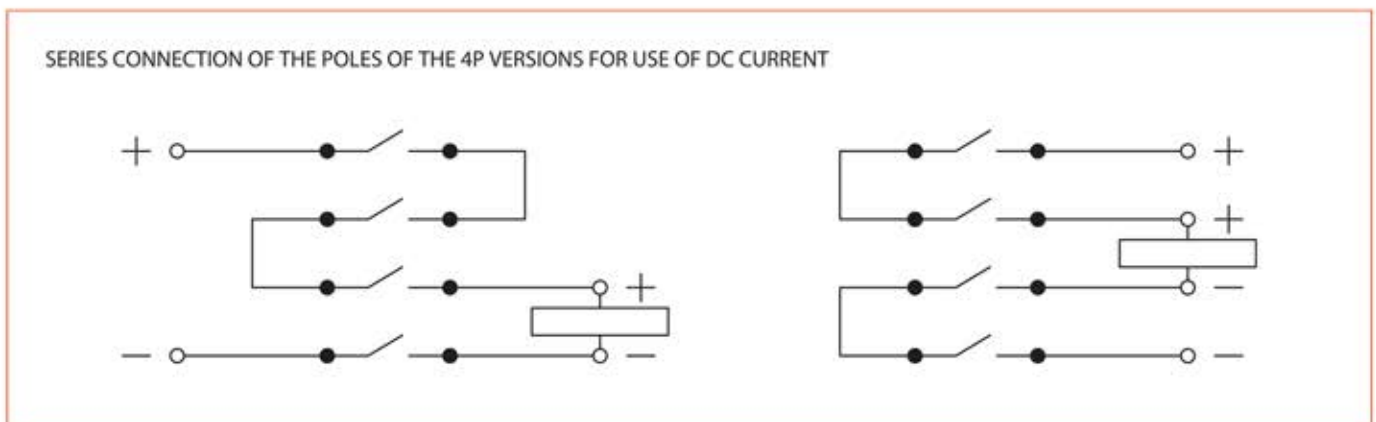 SERIES CONNECTION OF THE POLES OF THE 4P VERSIONS FOR USE OF DC CURRENT
+ +
+
+ −
− − −